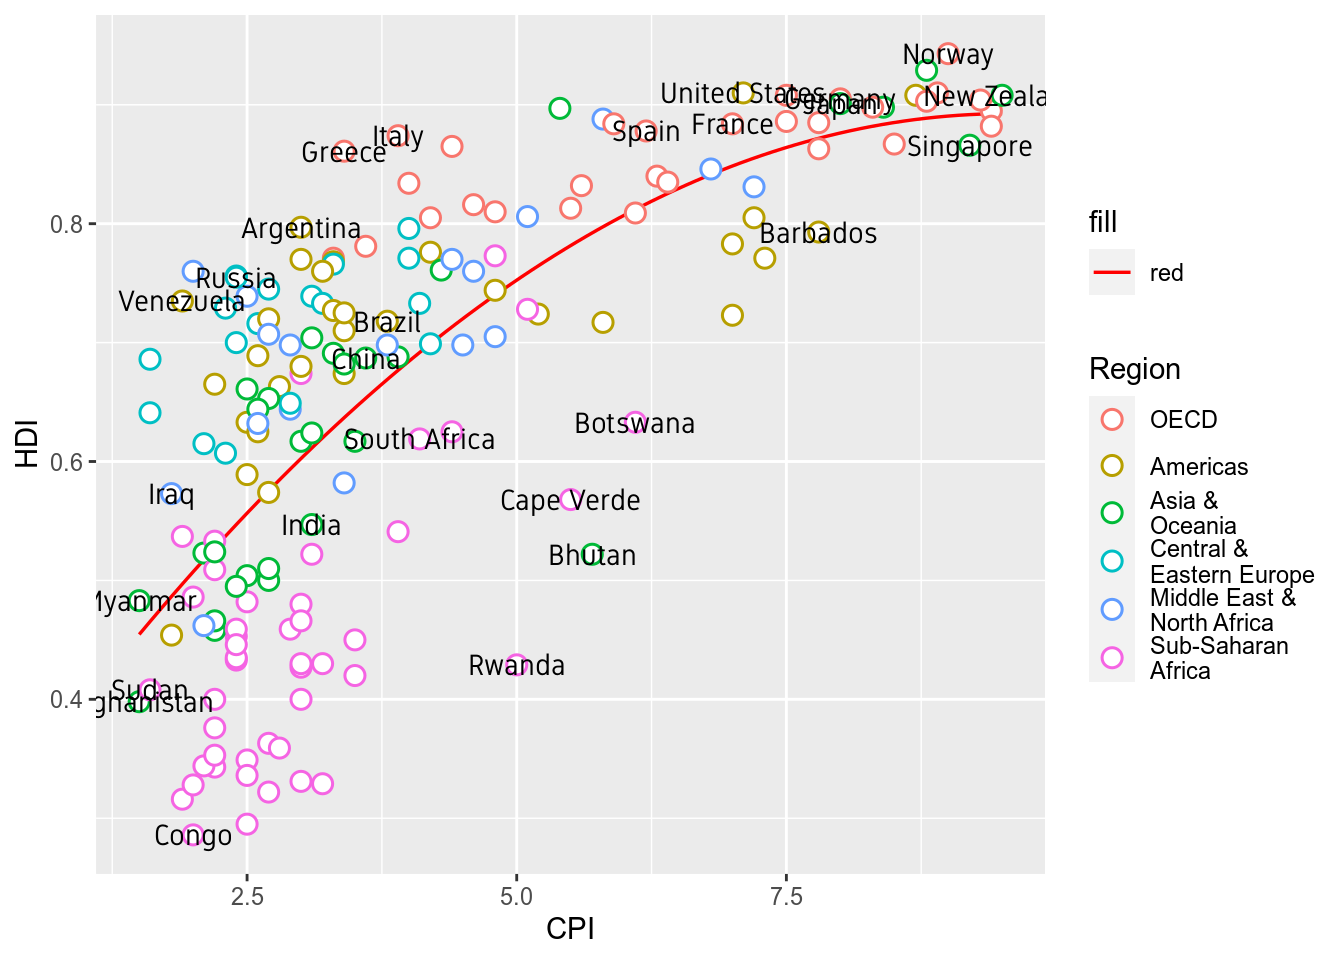 Norway
United States
Germany
Japan
New Zeala
Italy
Spain
France
Greece
Singapore
Argentina
Barbados
Russia
Venezuela
Brazil
China
South Africa
Botswana
Iraq
Cape Verde
India
Bhutan
Myanmar
Rwanda
Sudan
ghanistan
Congo
0.8
0.6
0.4
HDI
2.5
5.0
7.5
CPI
fill
red
Region
OECD
Americas
Asia &
Oceania
Central &
Eastern Europe
Middle East &
North Africa
Sub-Saharan
Africa